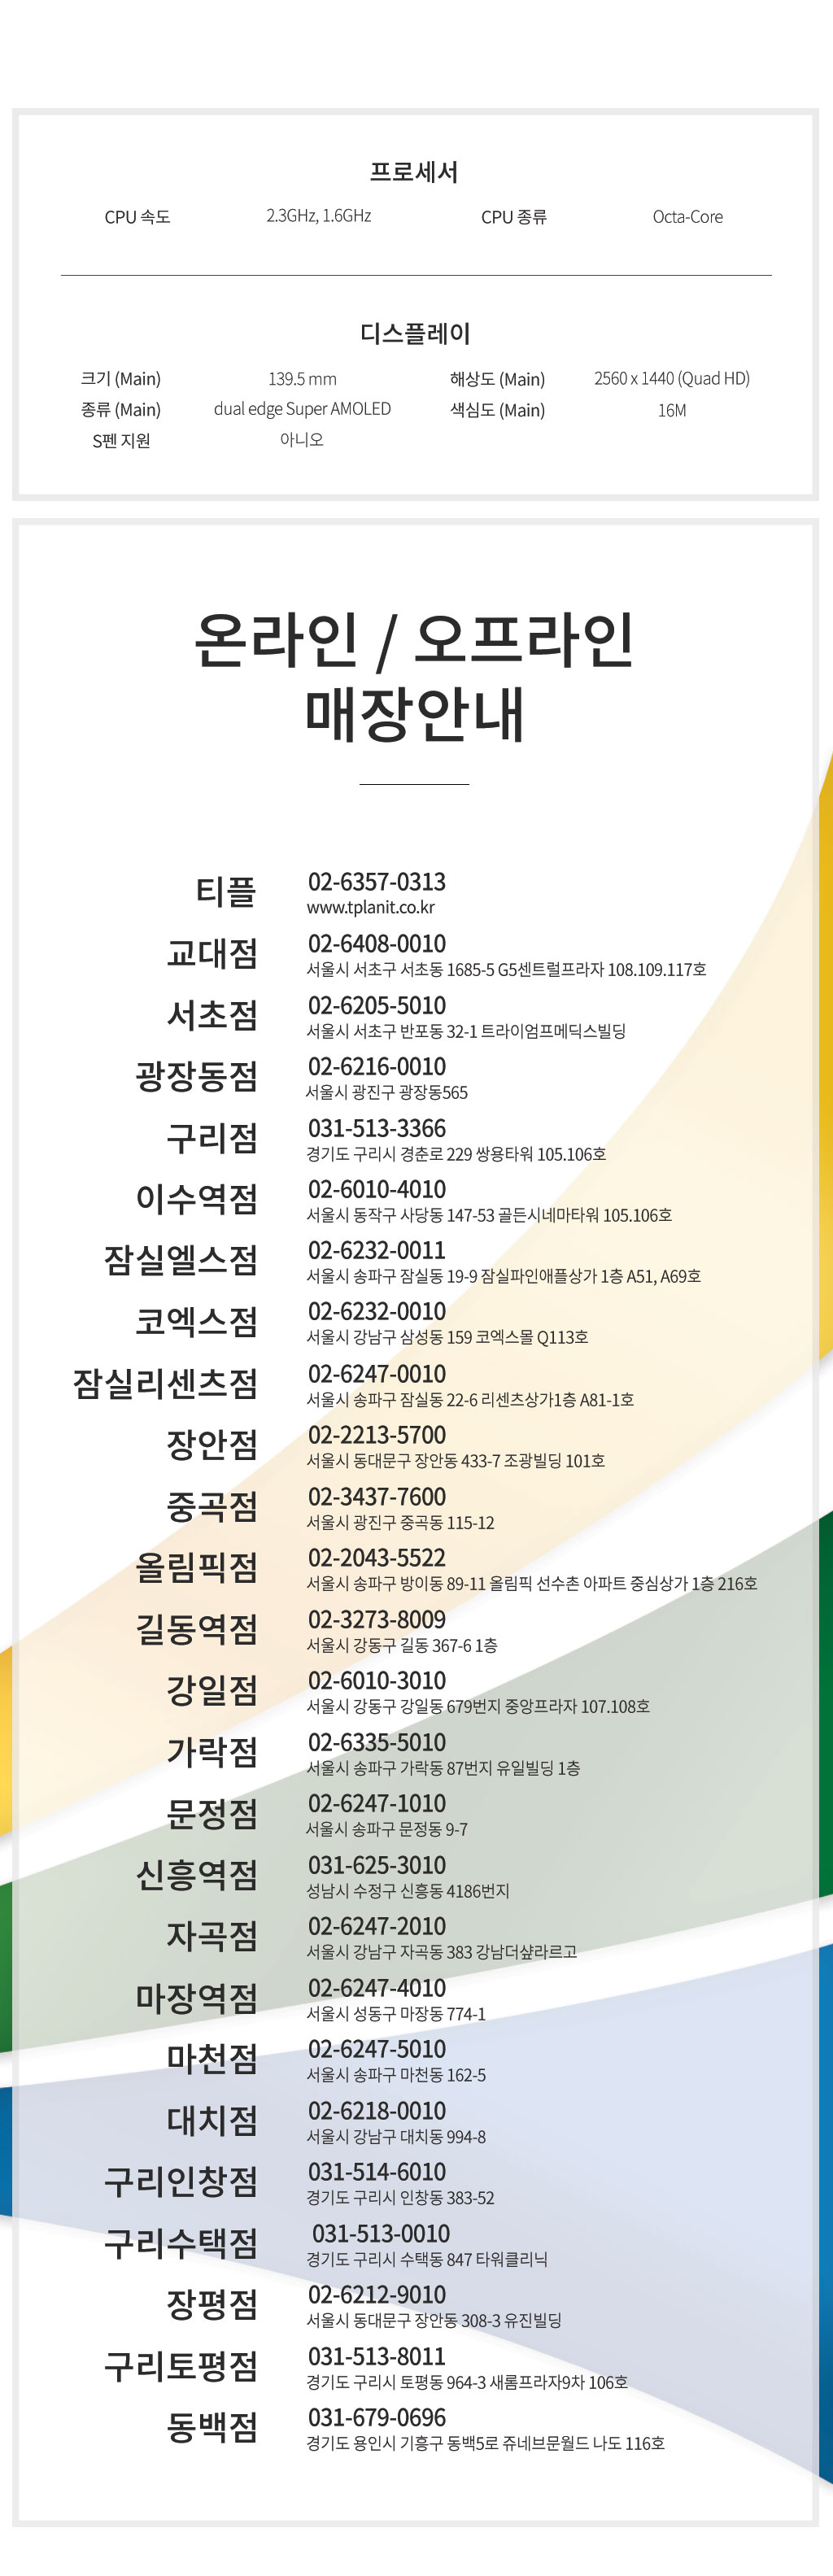 프로세서
CPU 속도 2.3GHz, 1.6GHz CPU 종류 Octa-Core
디스플레이
크기 (Main) 139.5 mm 해상도 (Main) 2560 x 1440 (Quad HD)
종류 (Main) dual edge Super AMOLED 색심도 (Main) 16M
S펜 지원 아니오
온라인 / 오프라인
매장안내
티플 02-6357-0313
www.tplanit.co.kr
교대점 02-6408-0010
서울시 서초구 서초동 1685-5 G5센트럴프라자 108.109.117호
서초점 02-6205-5010
서울시 서초구 반포동 32-1 트라이엄프메딕스빌딩
광장동점 02-6216-0010
서울시 광진구 광장동565
구리점 031-513-3366
경기도 구리시 경춘로 229 쌍용타워 105.106호
이수역점 02-6010-4010
서울시 동작구 사당동 147-53 골든시네마타워 105.106호
잠실엘스점 02-6232-0011
서울시 송파구 잠실동 19-9 잠실파인애플상가 1층 A51, A69호
코엑스점 02-6232-0010
서울시 강남구 삼성동 159 코엑스몰 Q113호
잠실리센츠점 02-6247-0010
서울시 송파구 잠실동 22-6 리센츠상가1층 A81-1호
장안점 02-2213-5700
서울시 동대문구 장안동 433-7 조광빌딩 101호
중곡점 02-3437-7600
서울시 광진구 중곡동 115-12
올림픽점 02-2043-5522
서울시 송파구 방이동 89-11 올림픽 선수촌 아파트 중심상가 1층 216호
길동역점 02-3273-8009
서울시 강동구 길동 367-6 1층
강일점 02-6010-3010
서울시 강동구 강일동 679번지 중앙프라자 107.108호
가락점 02-6335-5010
서울시 송파구 가락동 87번지 유일빌딩 1층
문정점 02-6247-1010
서울시 송파구 문정동 9-7
신흥역점 031-625-3010
성남시 수정구 신흥동 4186번지
자곡점 02-6247-2010
서울시 강남구 자곡동 383 강남더샾라르고
마장역점 02-6247-4010
서울시 성동구 마장동 774-1
마천점 02-6247-5010
서울시 송파구 마천동 162-5
대치점 02-6218-0010
서울시 강남구 대치동 994-8
구리인창점 031-514-6010
경기도 구리시 인창동 383-52
구리수택점 031-513-0010
경기도 구리시 수택동 847 타워클리닉
장평점 02-6212-9010
서울시 동대문구 장안동 308-3 유진빌딩
구리토평점 031-513-8011
경기도 구리시 토평동 964-3 새롬프라자9차 106호
동백점 031-679-0696
경기도 용인시 기흥구 동백5로 쥬네브문월드 나도 116호